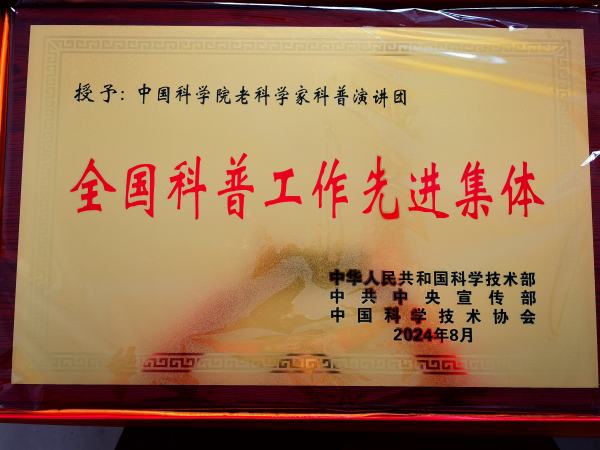 授予：中国科学院老科学家科普演讲团
全国科普工作先进集体
中华人民共和国科学技术部
中共中央宣传部
中国科学技术协会
2024年8月